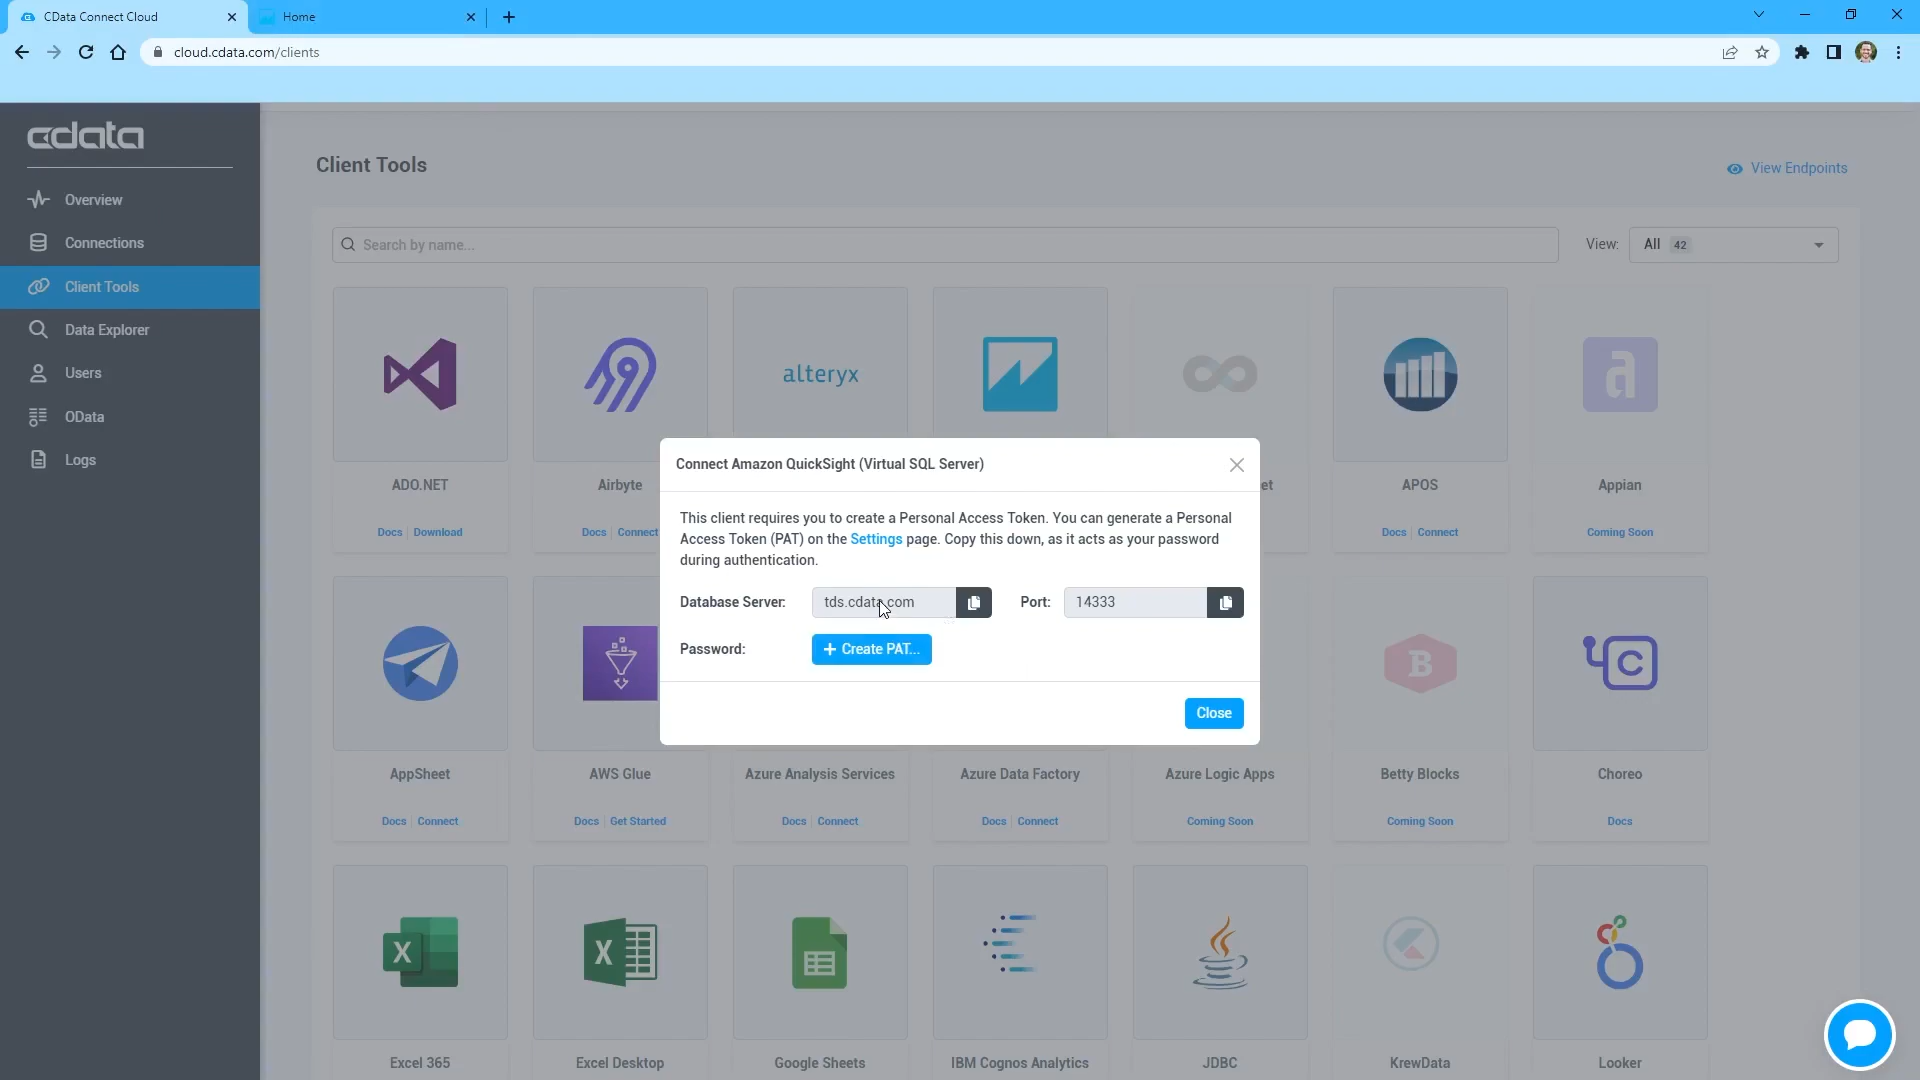 CData Connect Cloud
Home
cloud.cdata.com/clients
cdata
Overview
Connections
Client Tools
Data Explorer
Users
OData
Logs
Client Tools
View Endpoints
Search by name...
View:
All 42
alteryx
a
ADO.NET
Airbyte
et
APOS
Appian
Docs | Download
Docs | Connect
Docs | Connect
Coming Soon
Connect Amazon QuickSight (Virtual SQL Server)
This client requires you to create a Personal Access Token. You can generate a Personal
Access Token (PAT) on the Settings page. Copy this down, as it acts as your password
during authentication.
Database Server:
tds.cdata.com
Port:
14333
Password:
+ Create PAT...
Close
B
C
AppSheet
AWS Glue
Azure Analysis Services
Azure Data Factory
Azure Logic Apps
Betty Blocks
Choreo
Docs | Connect
Docs | Get Started
Docs | Connect
Docs | Connect
Coming Soon
Coming Soon
Docs
X
X
Excel 365
Excel Desktop
Google Sheets
IBM Cognos Analytics
JDBC
KrewData
Looker